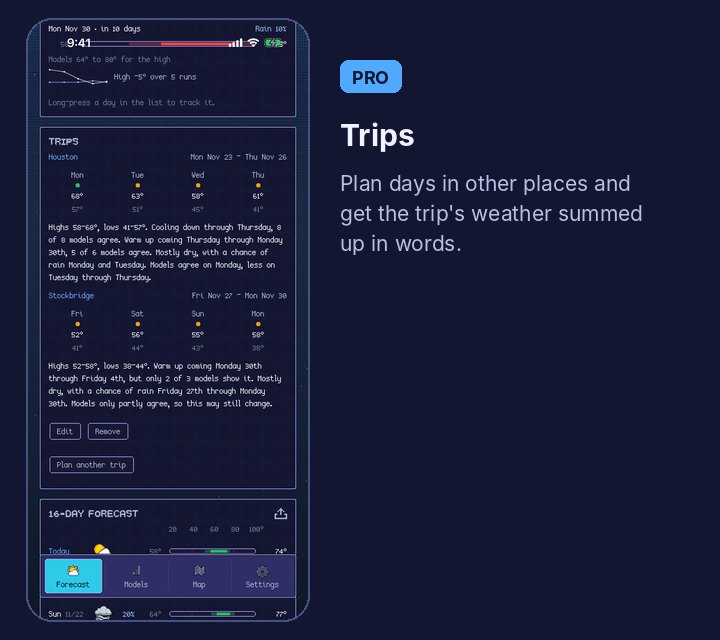 Mon Nov 30 · in 10 days Rain 10%
9:41
Models 64° to 80° for the high
High ~5° over 5 runs
Long-press a day in the list to track it.
TRIPS
Houston Mon Nov 23 – Thu Nov 26
Mon Tue Wed Thu
68° 63° 58° 61°
57° 51° 45° 41°
Highs 58~68°, lows 41~57°. Cooling down through Thursday, 8
of 8 models agree. Warm up coming Thursday through Monday
30th, 5 of 6 models agree. Mostly dry, with a chance of
rain Monday and Tuesday. Models agree on Monday, less on
Tuesday through Thursday.
Stockbridge Fri Nov 27 – Mon Nov 30
Fri Sat Sun Mon
52° 56° 55° 58°
41° 44° 43° 38°
Highs 52~58°, lows 38~44°. Warm up coming Monday 30th
through Friday 4th, but only 2 of 3 models show it. Mostly
dry, with a chance of rain Friday 27th through Monday
30th. Models only partly agree, so this may still change.
Edit Remove
Plan another trip
16-DAY FORECAST
20 40 60 80 100°
Today 58° 74°
Forecast Models Map Settings
Sun 11/22 20% 64° 77°
PRO
Trips
Plan days in other places and
get the trip's weather summed
up in words.